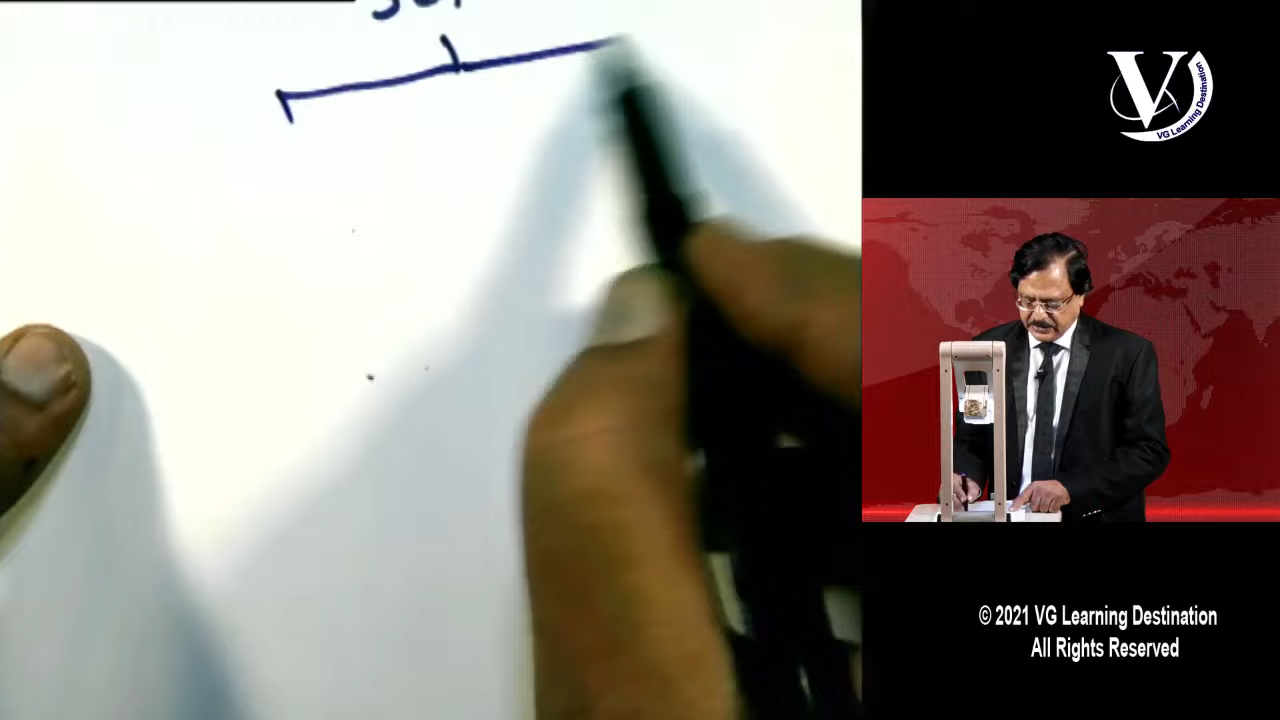 V
VG Learning Destination
© 2021 VG Learning Destination
All Rights Reserved